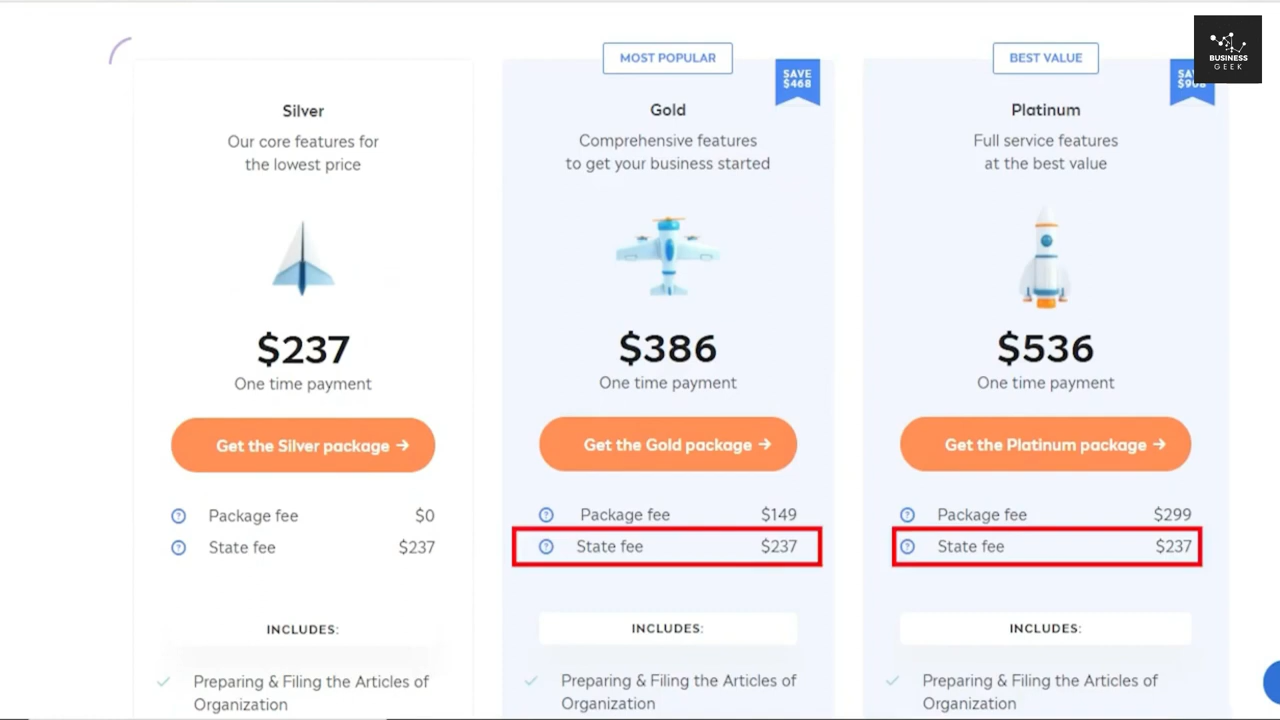 BUSINESS
GEEK
MOST POPULAR
BEST VALUE
SAVE
$468
Silver
Our core features for
the lowest price
$237
One time payment
Get the Silver package →
Package fee $0
State fee $237
INCLUDES:
Preparing & Filing the Articles of
Organization
Gold
Comprehensive features
to get your business started
$386
One time payment
Get the Gold package →
Package fee $149
State fee $237
INCLUDES:
Preparing & Filing the Articles of
Organization
Platinum
Full service features
at the best value
$536
One time payment
Get the Platinum package →
Package fee $299
State fee $237
INCLUDES:
Preparing & Filing the Articles of
Organization